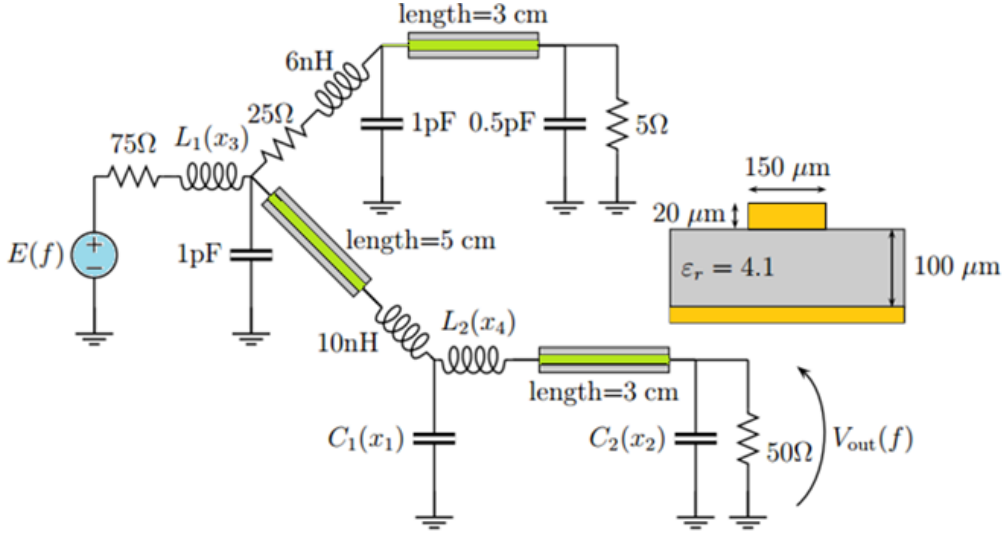 length=3 cm
6nH
25Ω
1pF
0.5pF
5Ω
75Ω
L₁(x₃)
150 μm
20 μm
E(f)
+
−
1pF
length=5 cm
εᵣ = 4.1
100 μm
10nH
L₂(x₄)
length=3 cm
C₁(x₁)
C₂(x₂)
50Ω
V_out(f)